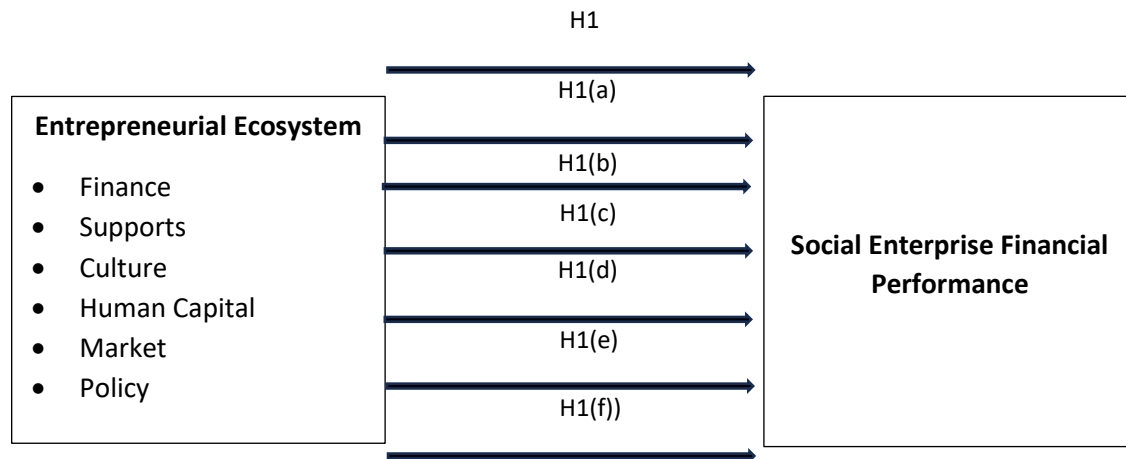 H1
H1(a)
Entrepreneurial Ecosystem
• Finance
• Supports
• Culture
• Human Capital
• Market
• Policy
H1(b)
H1(c)
H1(d)
H1(e)
H1(f))
Social Enterprise Financial
Performance